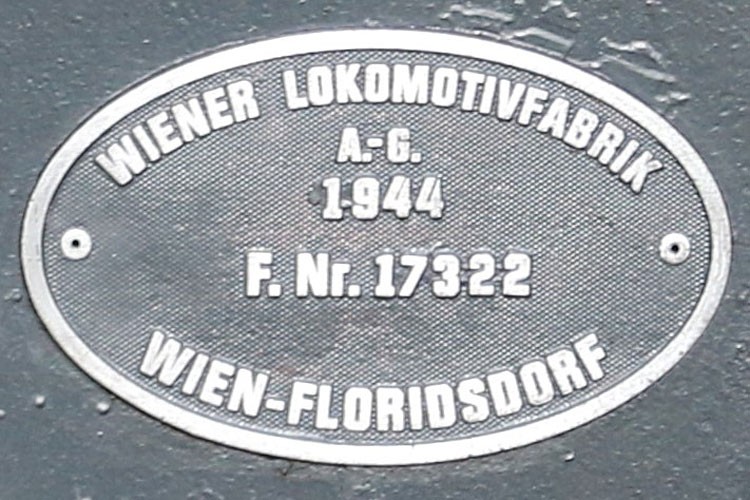 WIENER LOKOMOTIVFABRIK
A.-G.
1944
F. Nr. 17322
WIEN-FLORIDSDORF